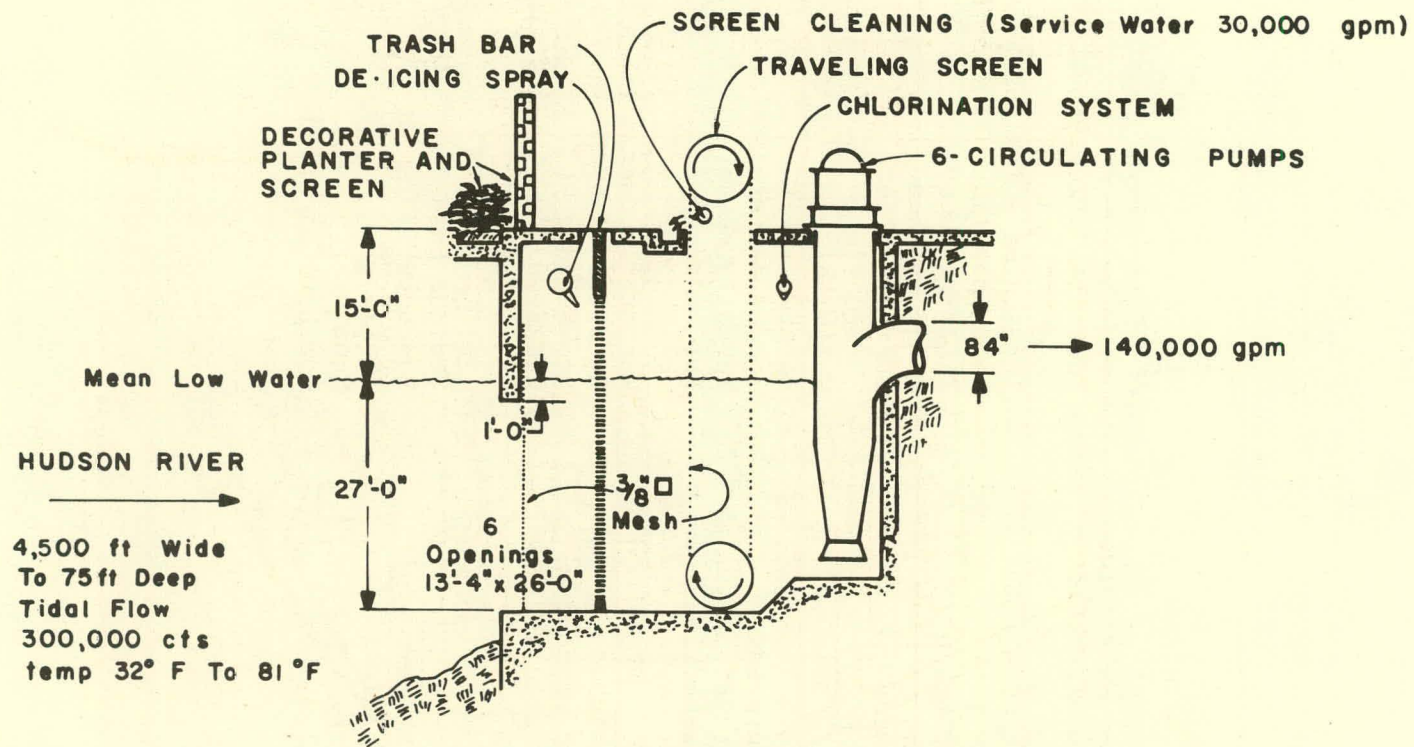 SCREEN CLEANING (Service Water 30,000 gpm)
TRASH BAR
DE-ICING SPRAY
TRAVELING SCREEN
CHLORINATION SYSTEM
6-CIRCULATING PUMPS
DECORATIVE
PLANTER AND
SCREEN
15'-0"
84" 140,000 gpm
Mean Low Water
1'-0"
HUDSON RIVER
27'-0"
3/8" □
Mesh
6
Openings
13'-4" x 26'-0"
4,500 ft Wide
To 75 ft Deep
Tidal Flow
300,000 cfs
temp 32° F To 81 °F